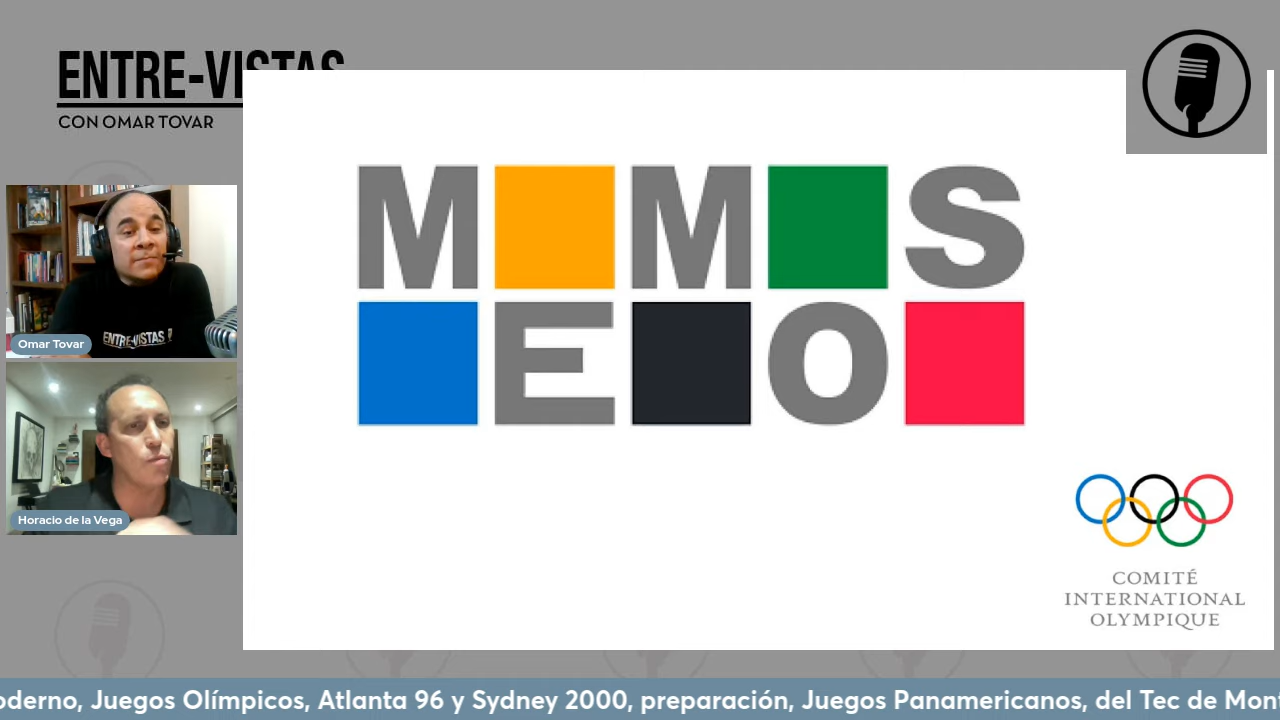 ENTRE-VISTAS
CON OMAR TOVAR
M M S
E O
Omar Tovar
ENTRE-VISTAS
Horacio de la Vega
COMITÉ
INTERNATIONAL
OLYMPIQUE
oderno, Juegos Olímpicos, Atlanta 96 y Sydney 2000, preparación, Juegos Panamericanos, del Tec de Mon